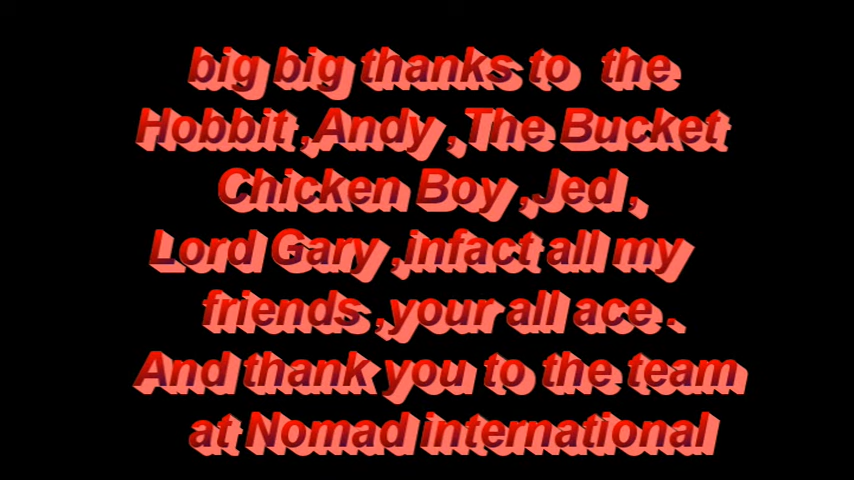 big big thanks to the
Hobbit ,Andy ,The Bucket
Chicken Boy ,Jed ,
Lord Gary ,infact all my
friends ,your all ace .
And thank you to the team
at Nomad international